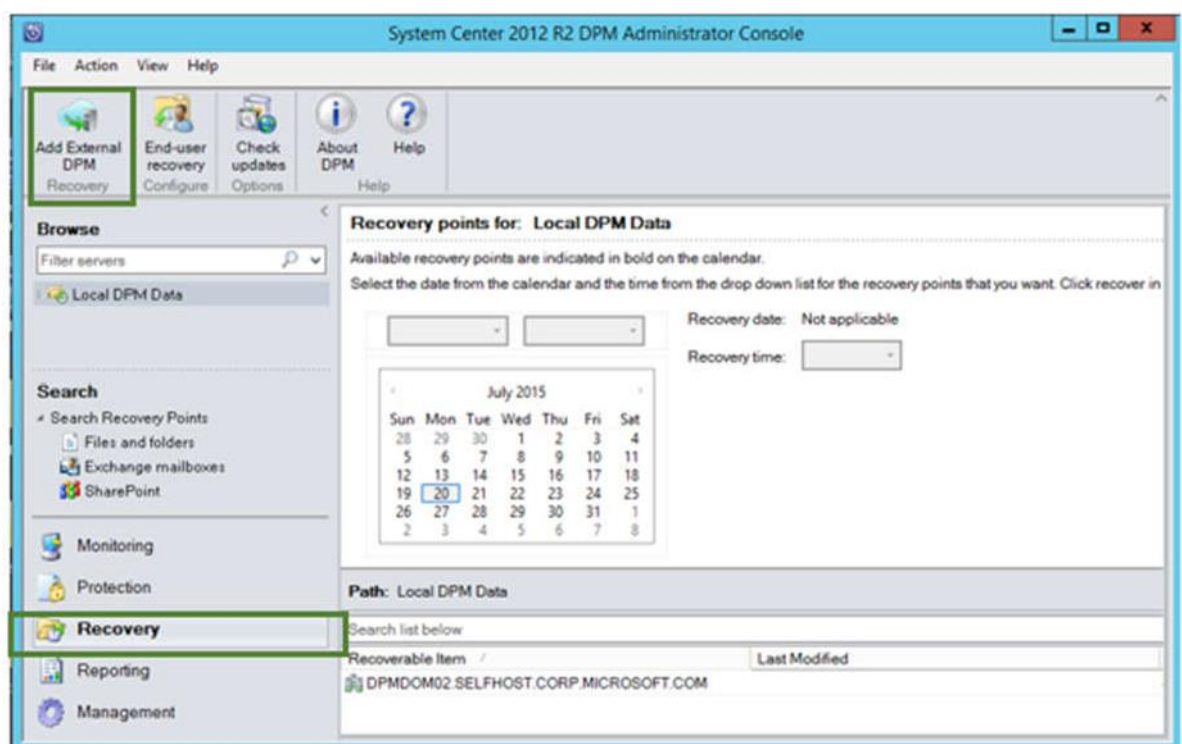 System Center 2012 R2 DPM Administrator Console
File Action View Help
Add External DPM
End-user recovery
Check updates
About DPM
Help
Recovery Configure Options Help
Browse
Filter servers
Local DPM Data
Search
Search Recovery Points
Files and folders
Exchange mailboxes
SharePoint
Monitoring
Protection
Recovery
Reporting
Management
Recovery points for: Local DPM Data
Available recovery points are indicated in bold on the calendar.
Select the date from the calendar and the time from the drop down list for the recovery points that you want. Click recover in
Recovery date: Not applicable
Recovery time:
July 2015
Sun Mon Tue Wed Thu Fri Sat
28 29 30 1 2 3 4
5 6 7 8 9 10 11
12 13 14 15 16 17 18
19 20 21 22 23 24 25
26 27 28 29 30 31 1
2 3 4 5 6 7 8
Path: Local DPM Data
Search list below
Recoverable Item Last Modified
DPMDOM02.SELFHOST.CORP.MICROSOFT.COM